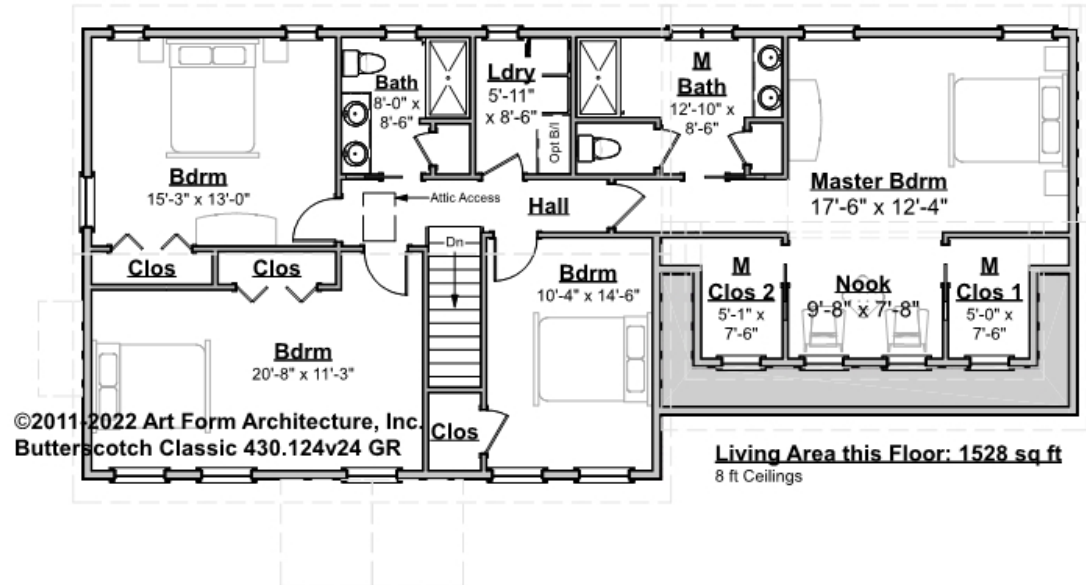 Bdrm
15'-3" x 13'-0"
Bath
8'-0" x
8'-6"
Ldry
5'-11"
x 8'-6"
Opt B/I
M
Bath
12'-10" x
8'-6"
Master Bdrm
17'-6" x 12'-4"
Attic Access
Hall
Clos
Clos
Dn
Bdrm
10'-4" x 14'-6"
M
Clos 2
5'-1" x
7'-6"
Nook
9'-8" x 7'-8"
M
Clos 1
5'-0" x
7'-6"
Bdrm
20'-8" x 11'-3"
Clos
©2011-2022 Art Form Architecture, Inc.
Butterscotch Classic 430.124v24 GR
Living Area this Floor: 1528 sq ft
8 ft Ceilings